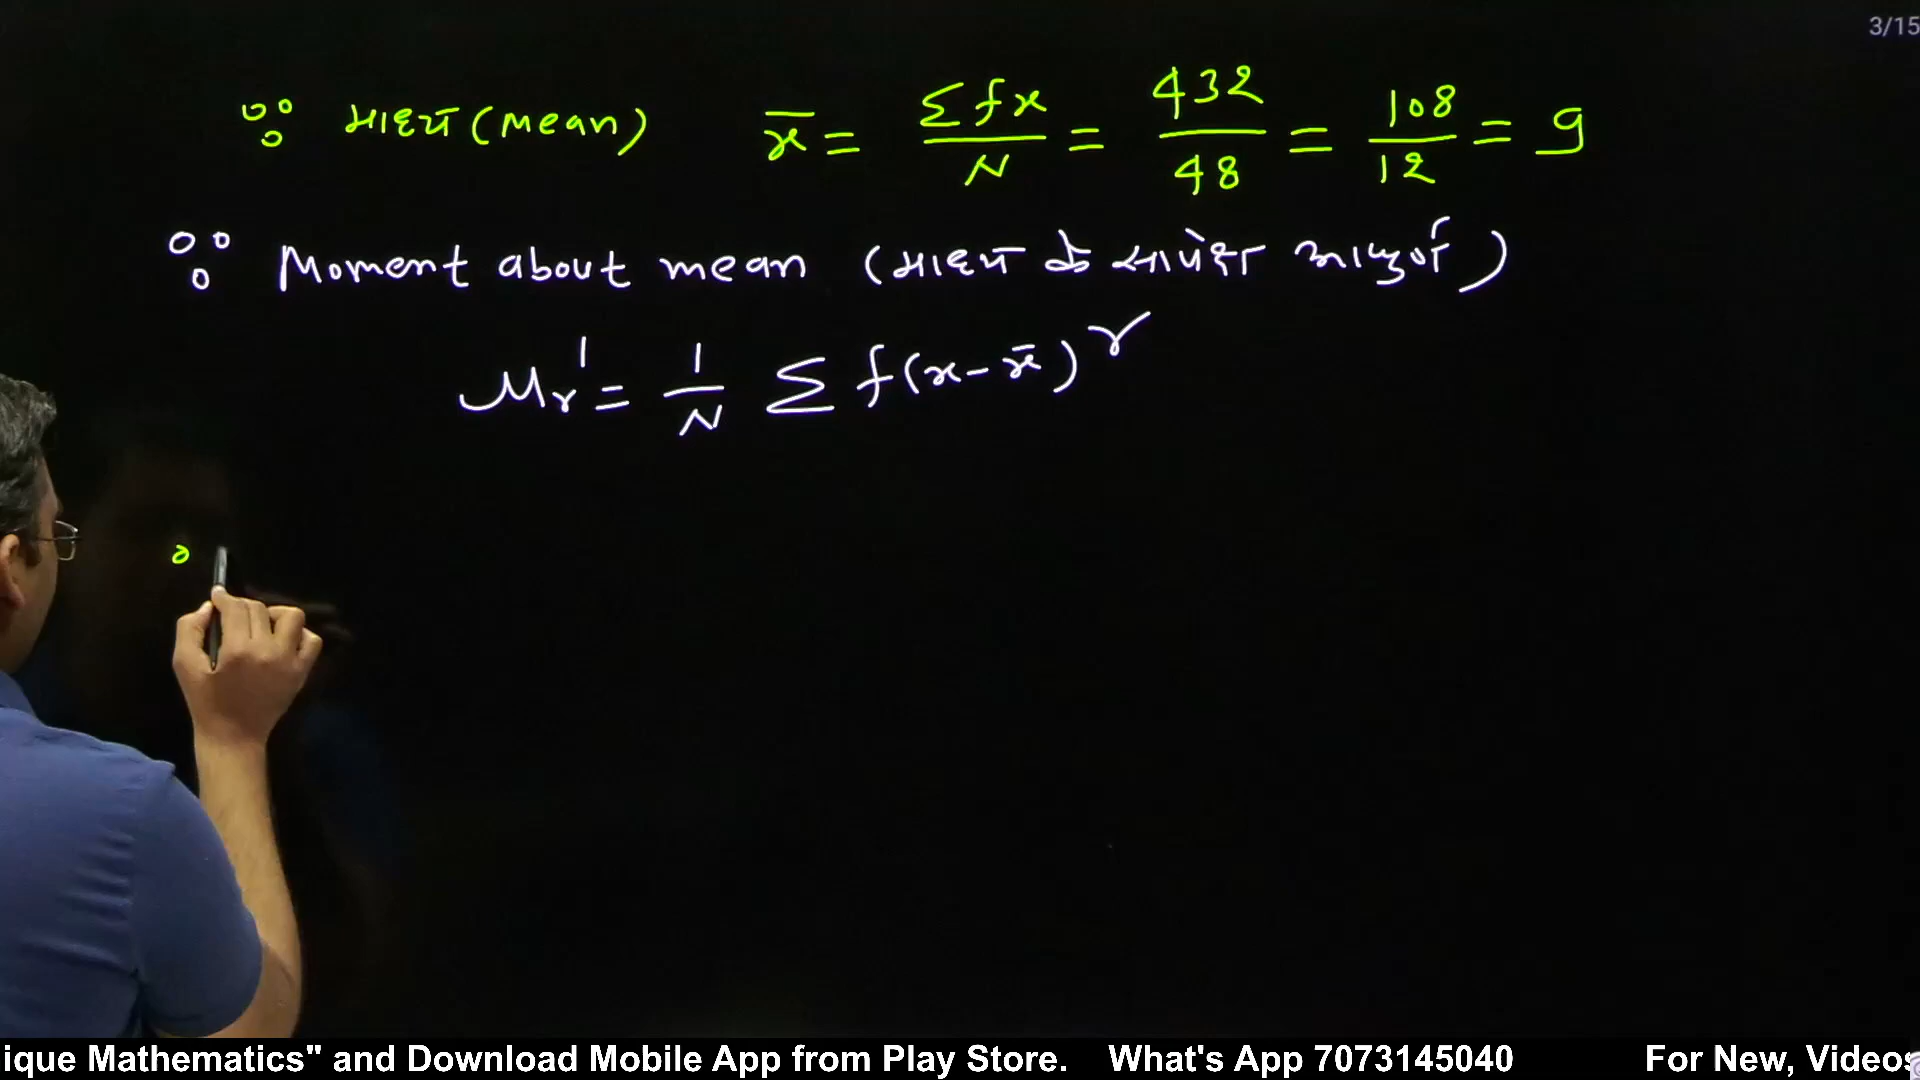 3/15
∵ माध्य (Mean) x̄ = Σfx/N = 432/48 = 108/12 = 9
∵ Moment about mean (माध्य के सापेक्ष आघूर्ण)
μr' = 1/N Σ f(x-x̄)^r
ique Mathematics" and Download Mobile App from Play Store. What's App 7073145040 For New, Videos